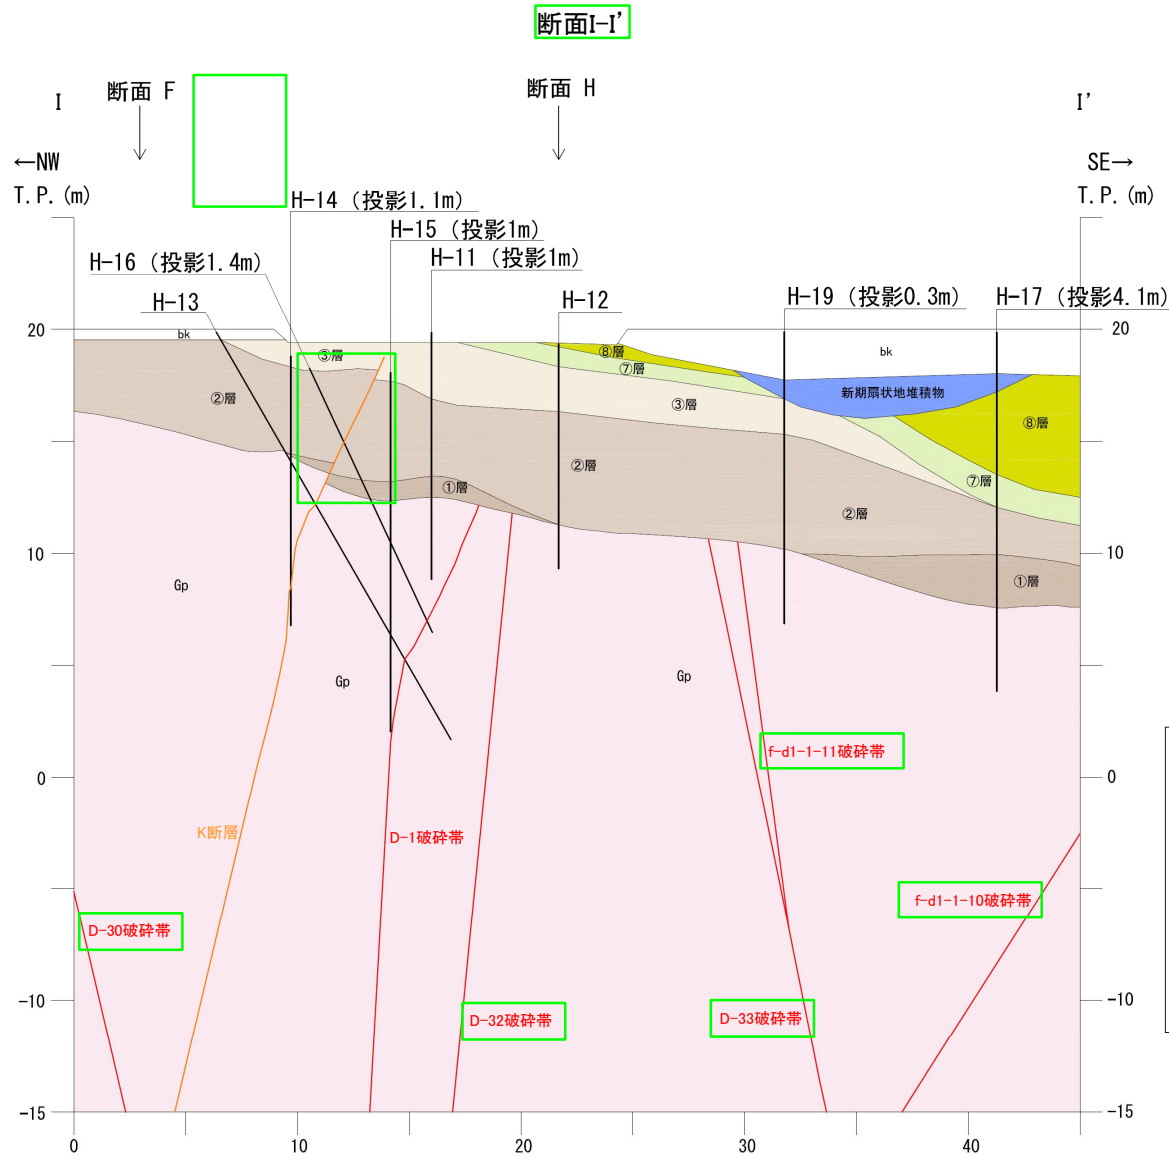 断面I-I’
断面 F
断面 H
I
I’
←NW
SE→
T.P.(m)
T.P.(m)
H-14 (投影1.1m)
H-15 (投影1m)
H-16 (投影1.4m)
H-11 (投影1m)
H-13
H-12
H-19 (投影0.3m)
H-17 (投影4.1m)
20
20
bk
③層
⑧層
⑦層
bk
新期扇状地堆積物
②層
③層
⑧層
②層
①層
⑦層
②層
10
10
①層
Gp
Gp
Gp
f-d1-1-11破砕帯
0
0
K断層
D-1破砕帯
D-30破砕帯
f-d1-1-10破砕帯
-10
-10
D-32破砕帯
D-33破砕帯
-15
-15
0
10
20
30
40